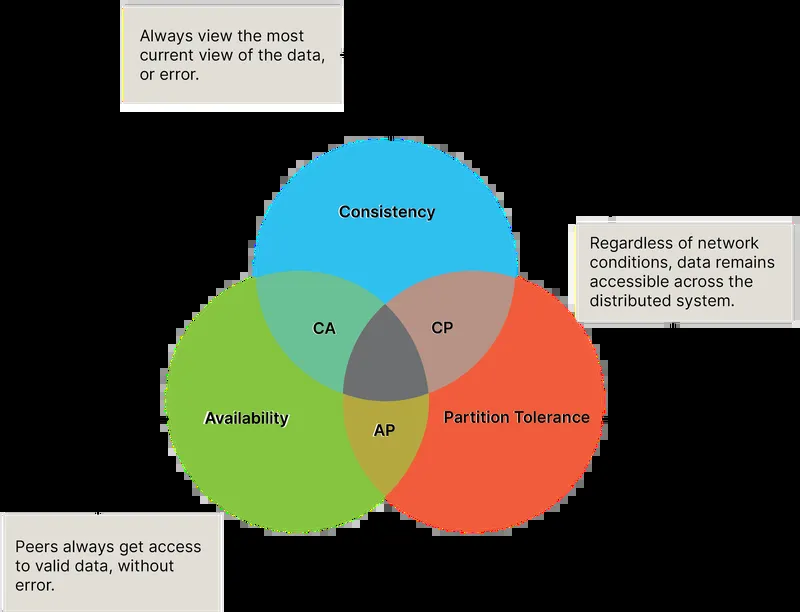 Always view the most
current view of the data,
or error.
Consistency
Regardless of network
conditions, data remains
accessible across the
distributed system.
CA
CP
Availability
Partition Tolerance
AP
Peers always get access
to valid data, without
error.